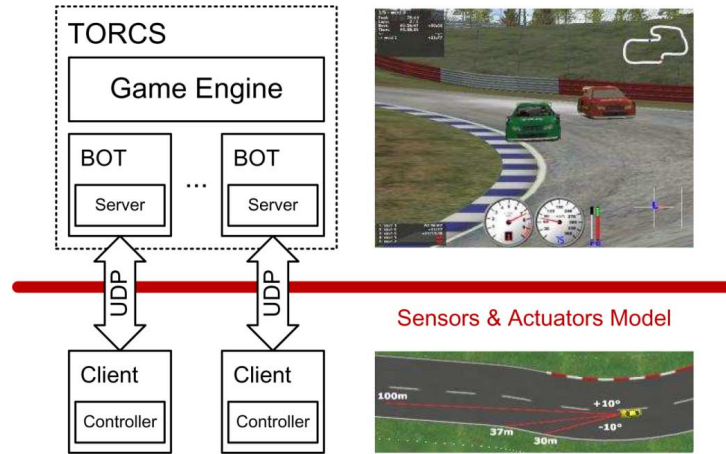 TORCS
Game Engine
BOT
Server
...
BOT
Server
UDP
UDP
Sensors & Actuators Model
Client
Controller
Client
Controller
100m
+10°
-10°
37m
30m